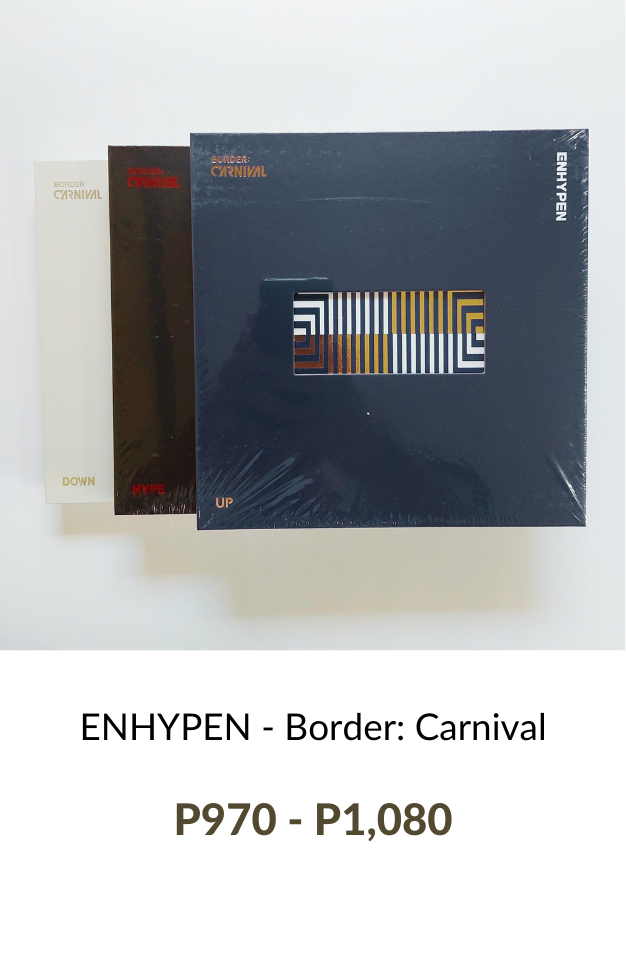 BORDER:
CARNIVAL
DOWN
BORDER:
CARNIVAL
HYPE
BORDER:
CARNIVAL
ENHYPEN
UP
ENHYPEN - Border: Carnival
P970 - P1,080